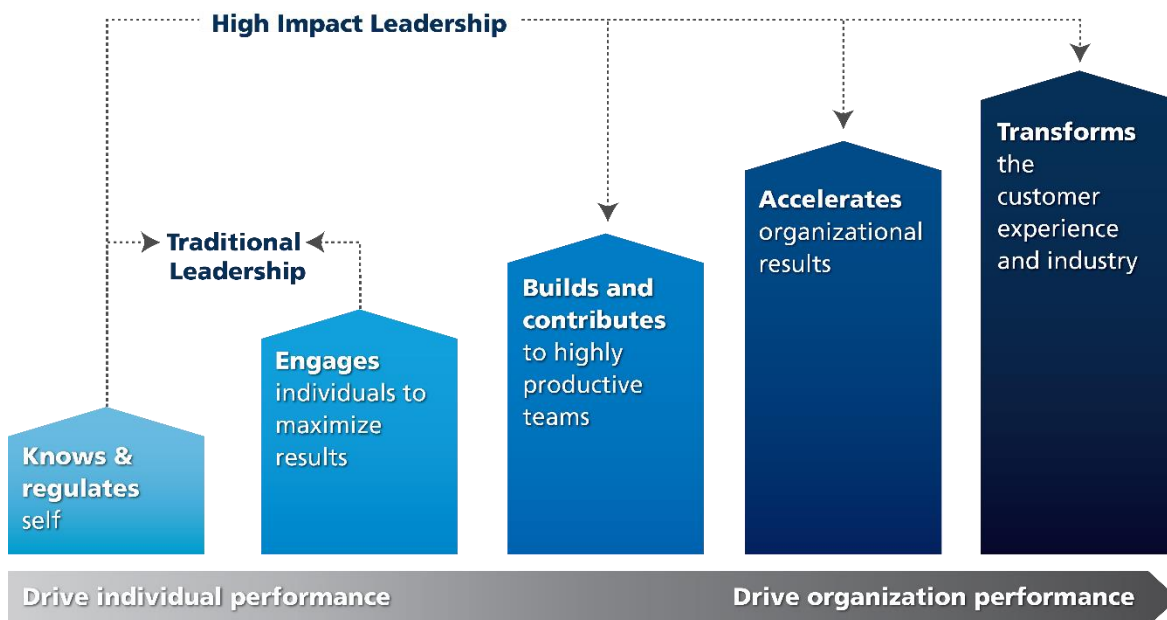 High Impact Leadership
Traditional
Leadership
Knows &
regulates
self
Engages
individuals to
maximize
results
Builds and
contributes
to highly
productive
teams
Accelerates
organizational
results
Transforms
the
customer
experience
and industry
Drive individual performance
Drive organization performance